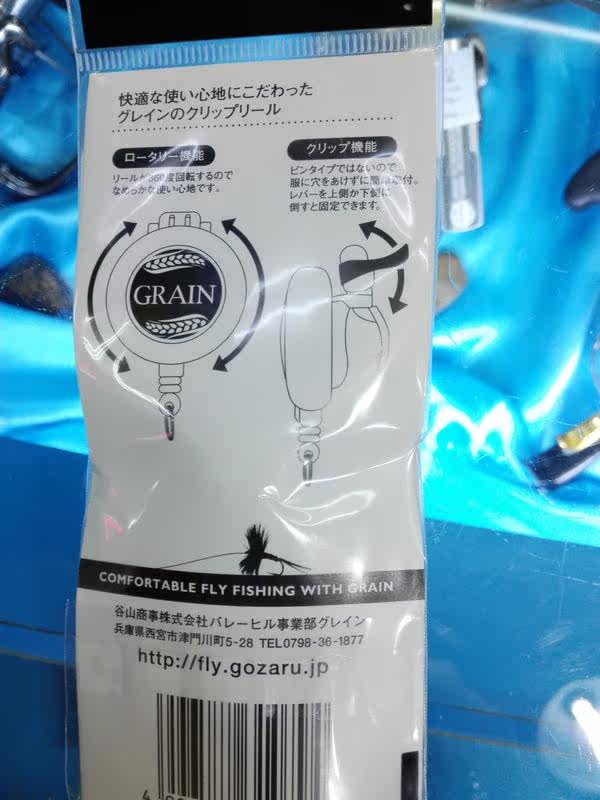 快適な使い心地にこだわった
グレインのクリップリール
ロータリー機能
リールが360度回転するので
なめらかな使い心地です。
クリップ機能
ピンタイプではないので
服に穴をあけずに簡単取付。
レバーを上側か下側に
倒すと固定できます。
GRAIN
COMFORTABLE FLY FISHING WITH GRAIN
谷山商事株式会社バレーヒル事業部グレイン
兵庫県西宮市津門川町5-28 TEL0798-36-1877
http://fly.gozaru.jp